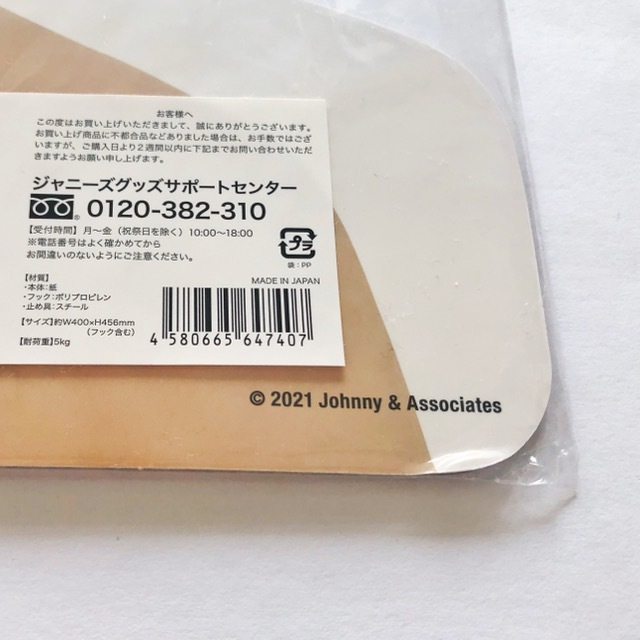 お客様へ
この度はお買い上げいただきまして、誠にありがとうございます。
お買い上げ商品に不都合品などありました場合は、お手数ではござ
いますが、ご購入日より2週間以内に下記までお問い合わせいただ
きますようお願い申し上げます。
ジャニーズグッズサポートセンター
0120-382-310
【受付時間】月～金（祝祭日を除く）10:00～18:00
※電話番号はよく確かめてから
お間違いのないようにご注意ください。
プラ
袋：PP
【材質】
・本体：紙
・フック：ポリプロピレン
・止め具：スチール
【サイズ】約W400×H456mm
（フック含む）
【耐荷重】5kg
MADE IN JAPAN
4 580665 647407
© 2021 Johnny & Associates